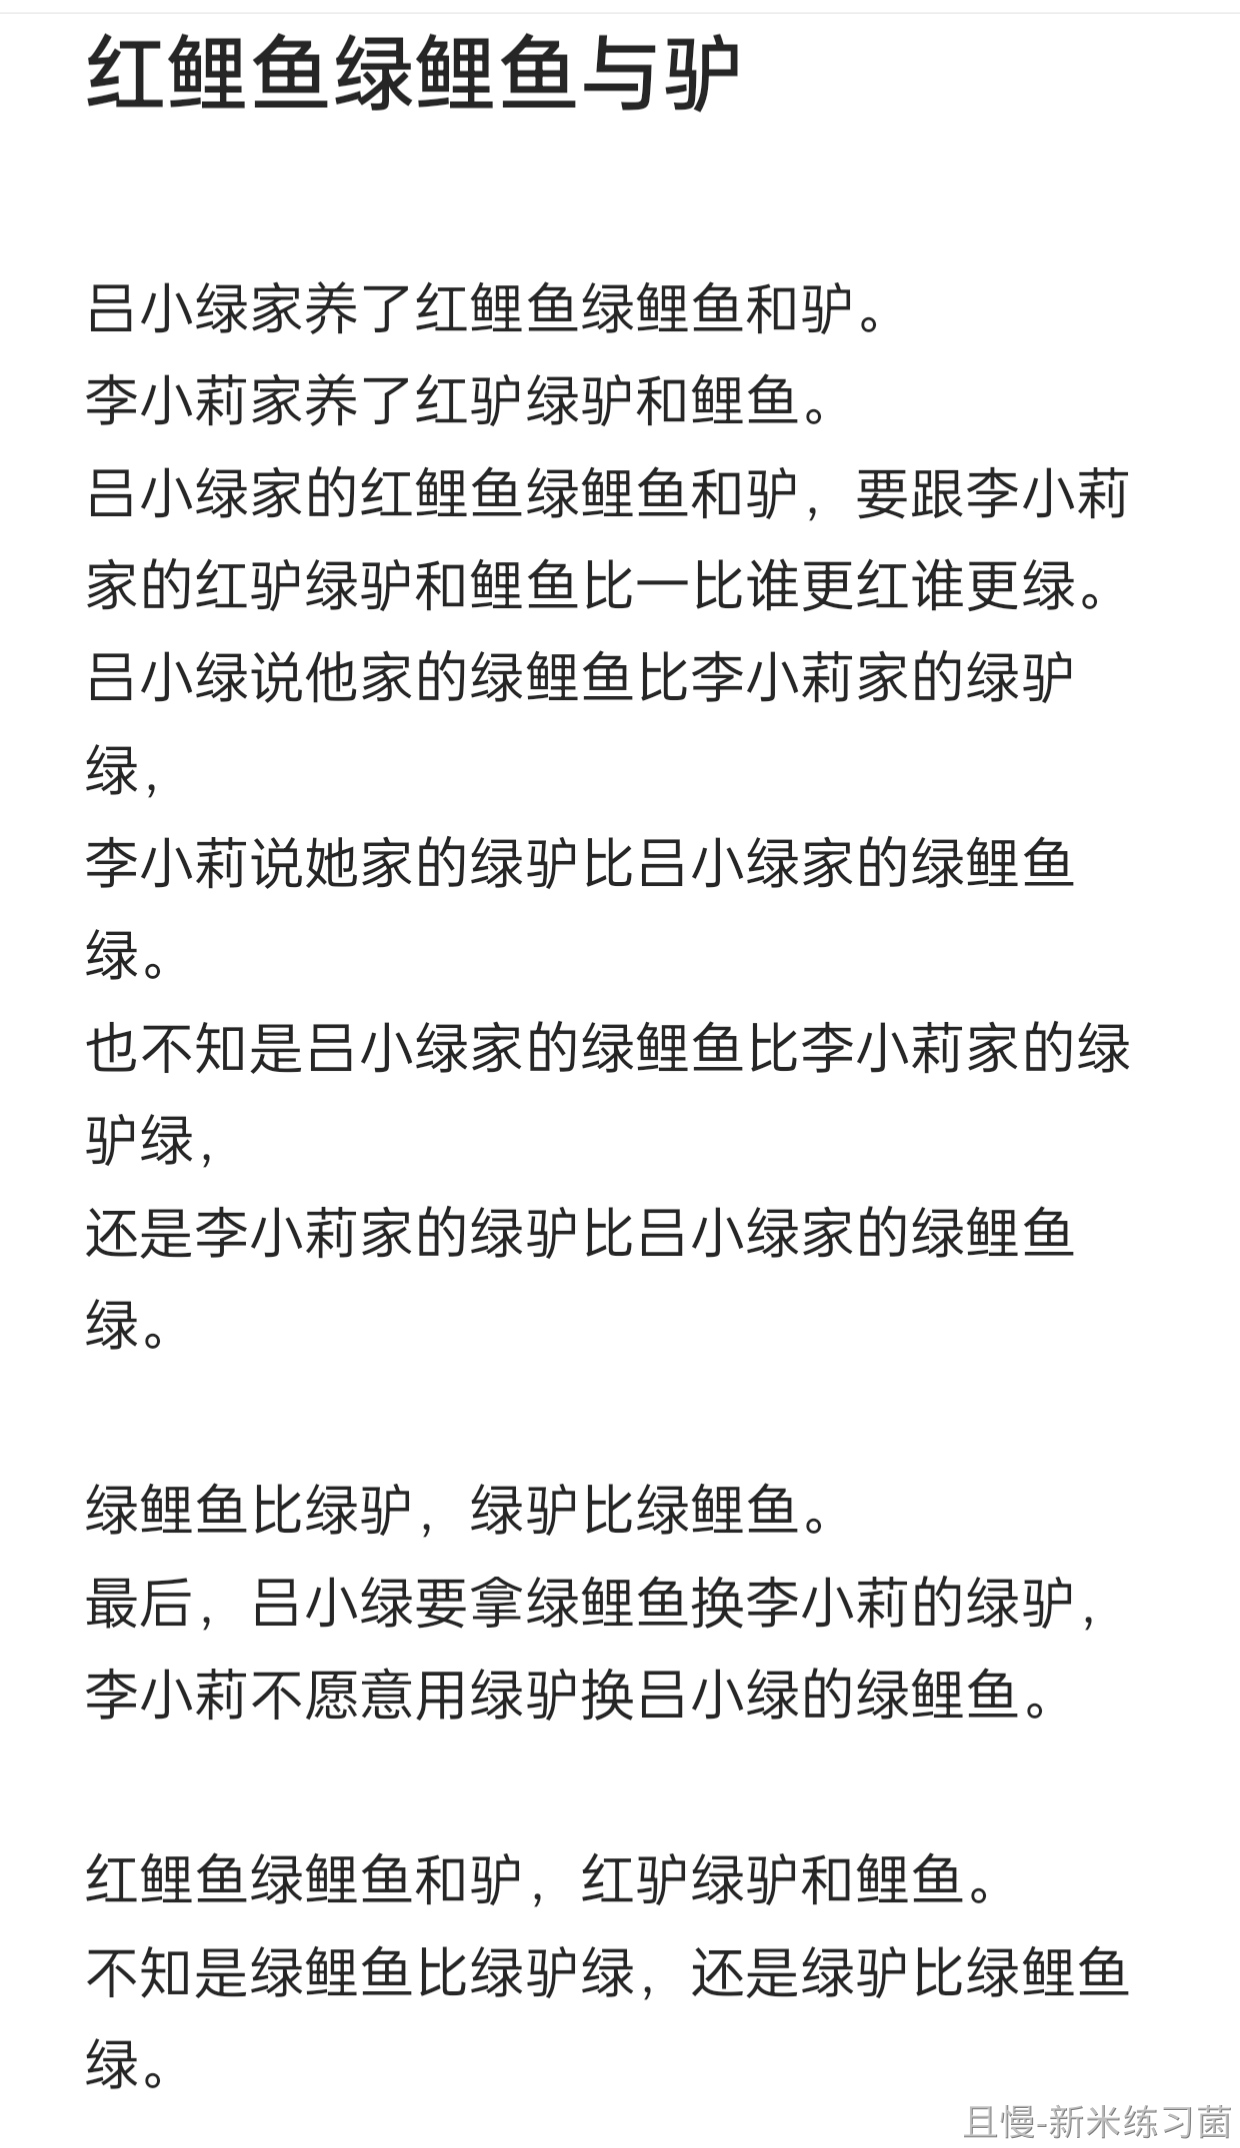 红鲤鱼绿鲤鱼与驴
吕小绿家养了红鲤鱼绿鲤鱼和驴。
李小莉家养了红驴绿驴和鲤鱼。
吕小绿家的红鲤鱼绿鲤鱼和驴，要跟李小莉
家的红驴绿驴和鲤鱼比一比谁更红谁更绿。
吕小绿说他家的绿鲤鱼比李小莉家的绿驴
绿，
李小莉说她家的绿驴比吕小绿家的绿鲤鱼
绿。
也不知是吕小绿家的绿鲤鱼比李小莉家的绿
驴绿，
还是李小莉家的绿驴比吕小绿家的绿鲤鱼
绿。
绿鲤鱼比绿驴，绿驴比绿鲤鱼。
最后，吕小绿要拿绿鲤鱼换李小莉的绿驴，
李小莉不愿意用绿驴换吕小绿的绿鲤鱼。
红鲤鱼绿鲤鱼和驴，红驴绿驴和鲤鱼。
不知是绿鲤鱼比绿驴绿，还是绿驴比绿鲤鱼
绿。
且慢-新米练习菌